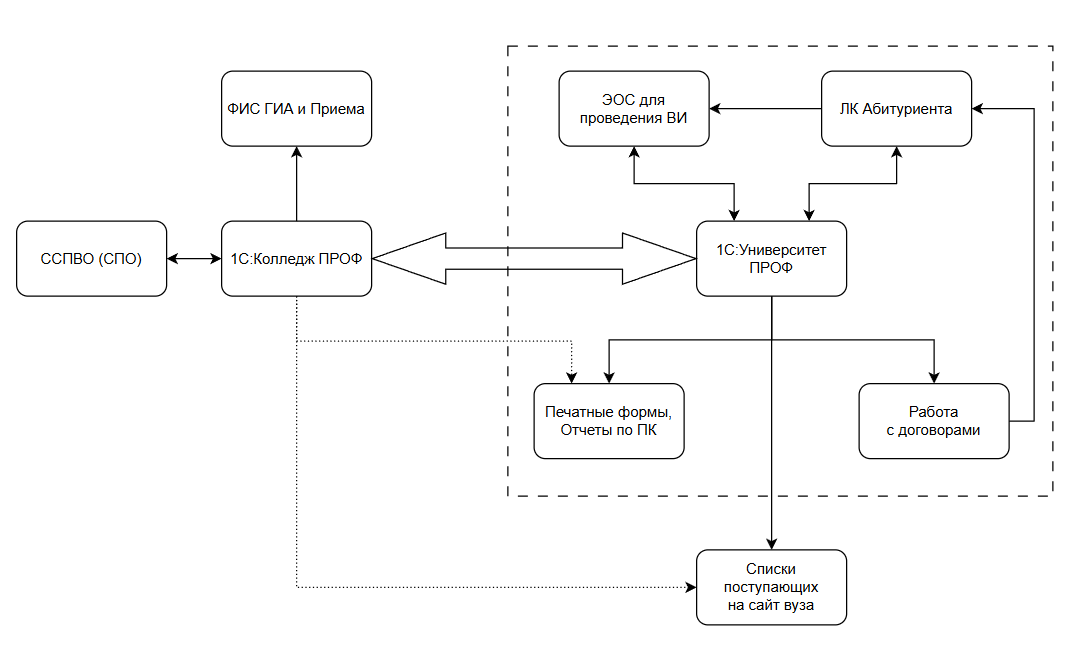 ФИС ГИА и Приема
ЭОС для
проведения ВИ
ЛК Абитуриента
ССПВО (СПО)
1С:Колледж ПРОФ
1С:Университет
ПРОФ
Печатные формы,
Отчеты по ПК
Работа
с договорами
Списки
поступающих
на сайт вуза